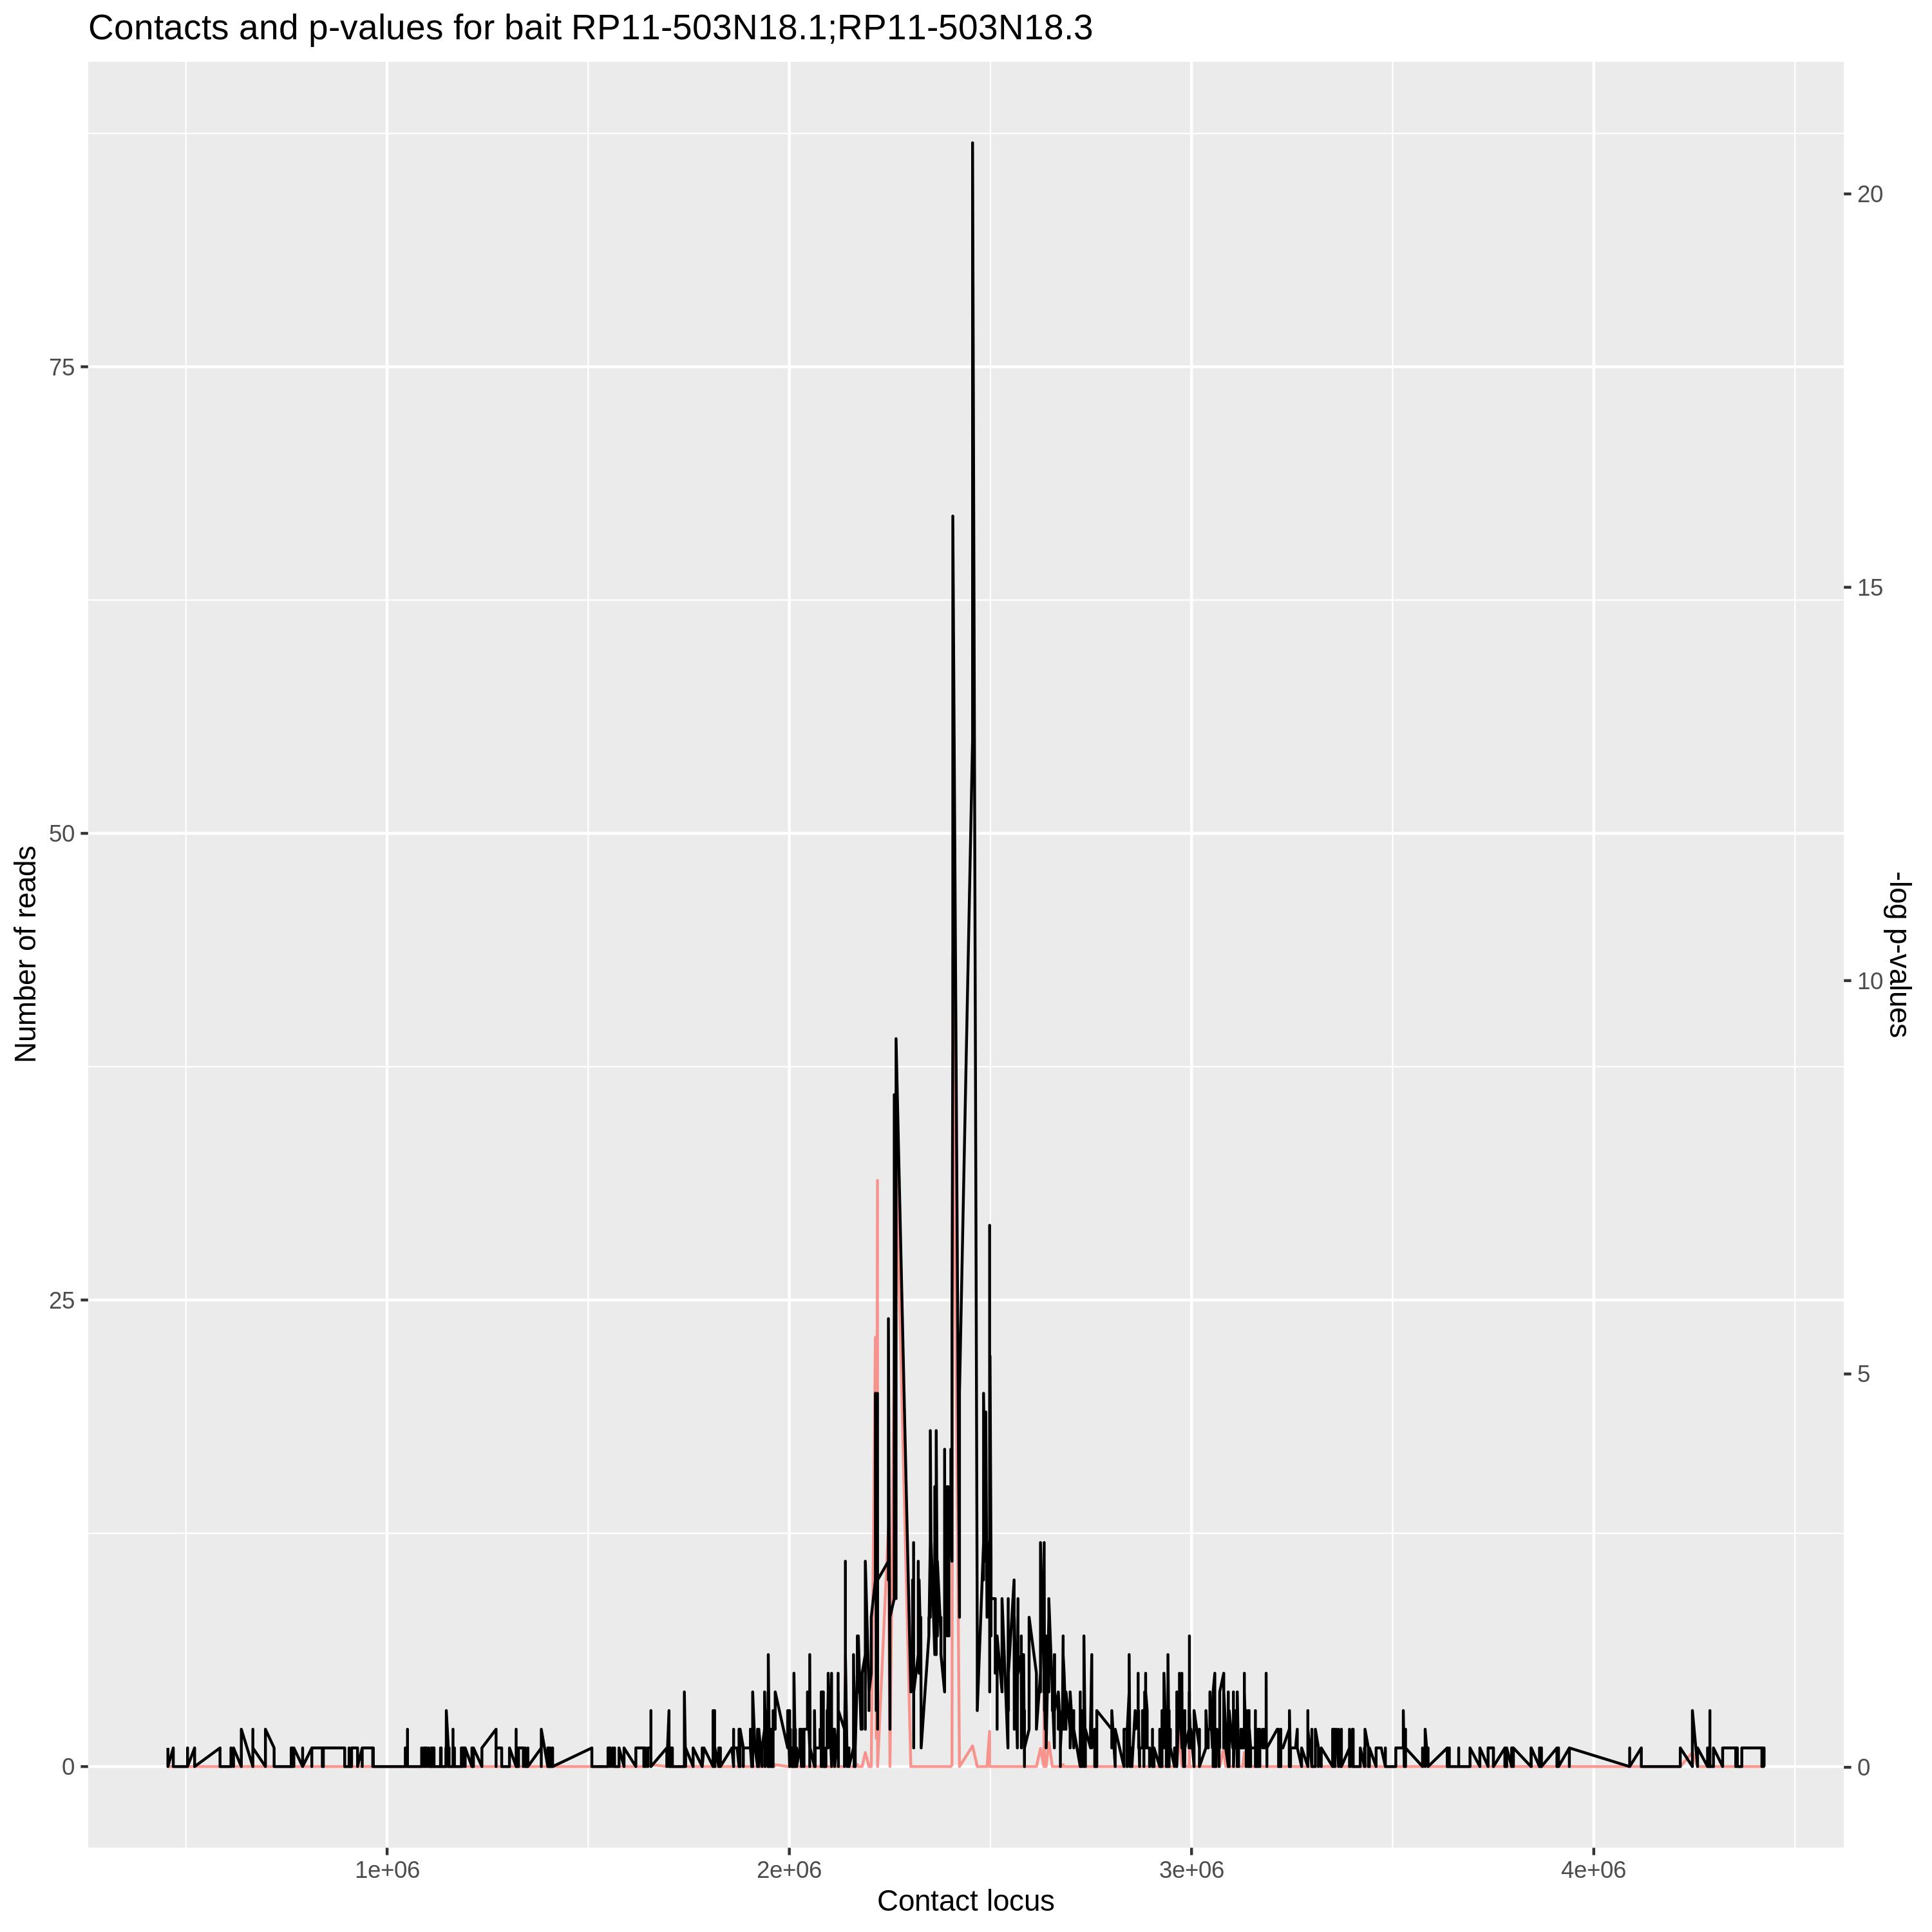 Contacts and p-values for bait RP11-503N18.1;RP11-503N18.3
Number of reads
75
50
25
0
20
15
10
5
0
-log p-values
1e+06 2e+06 3e+06 4e+06
Contact locus